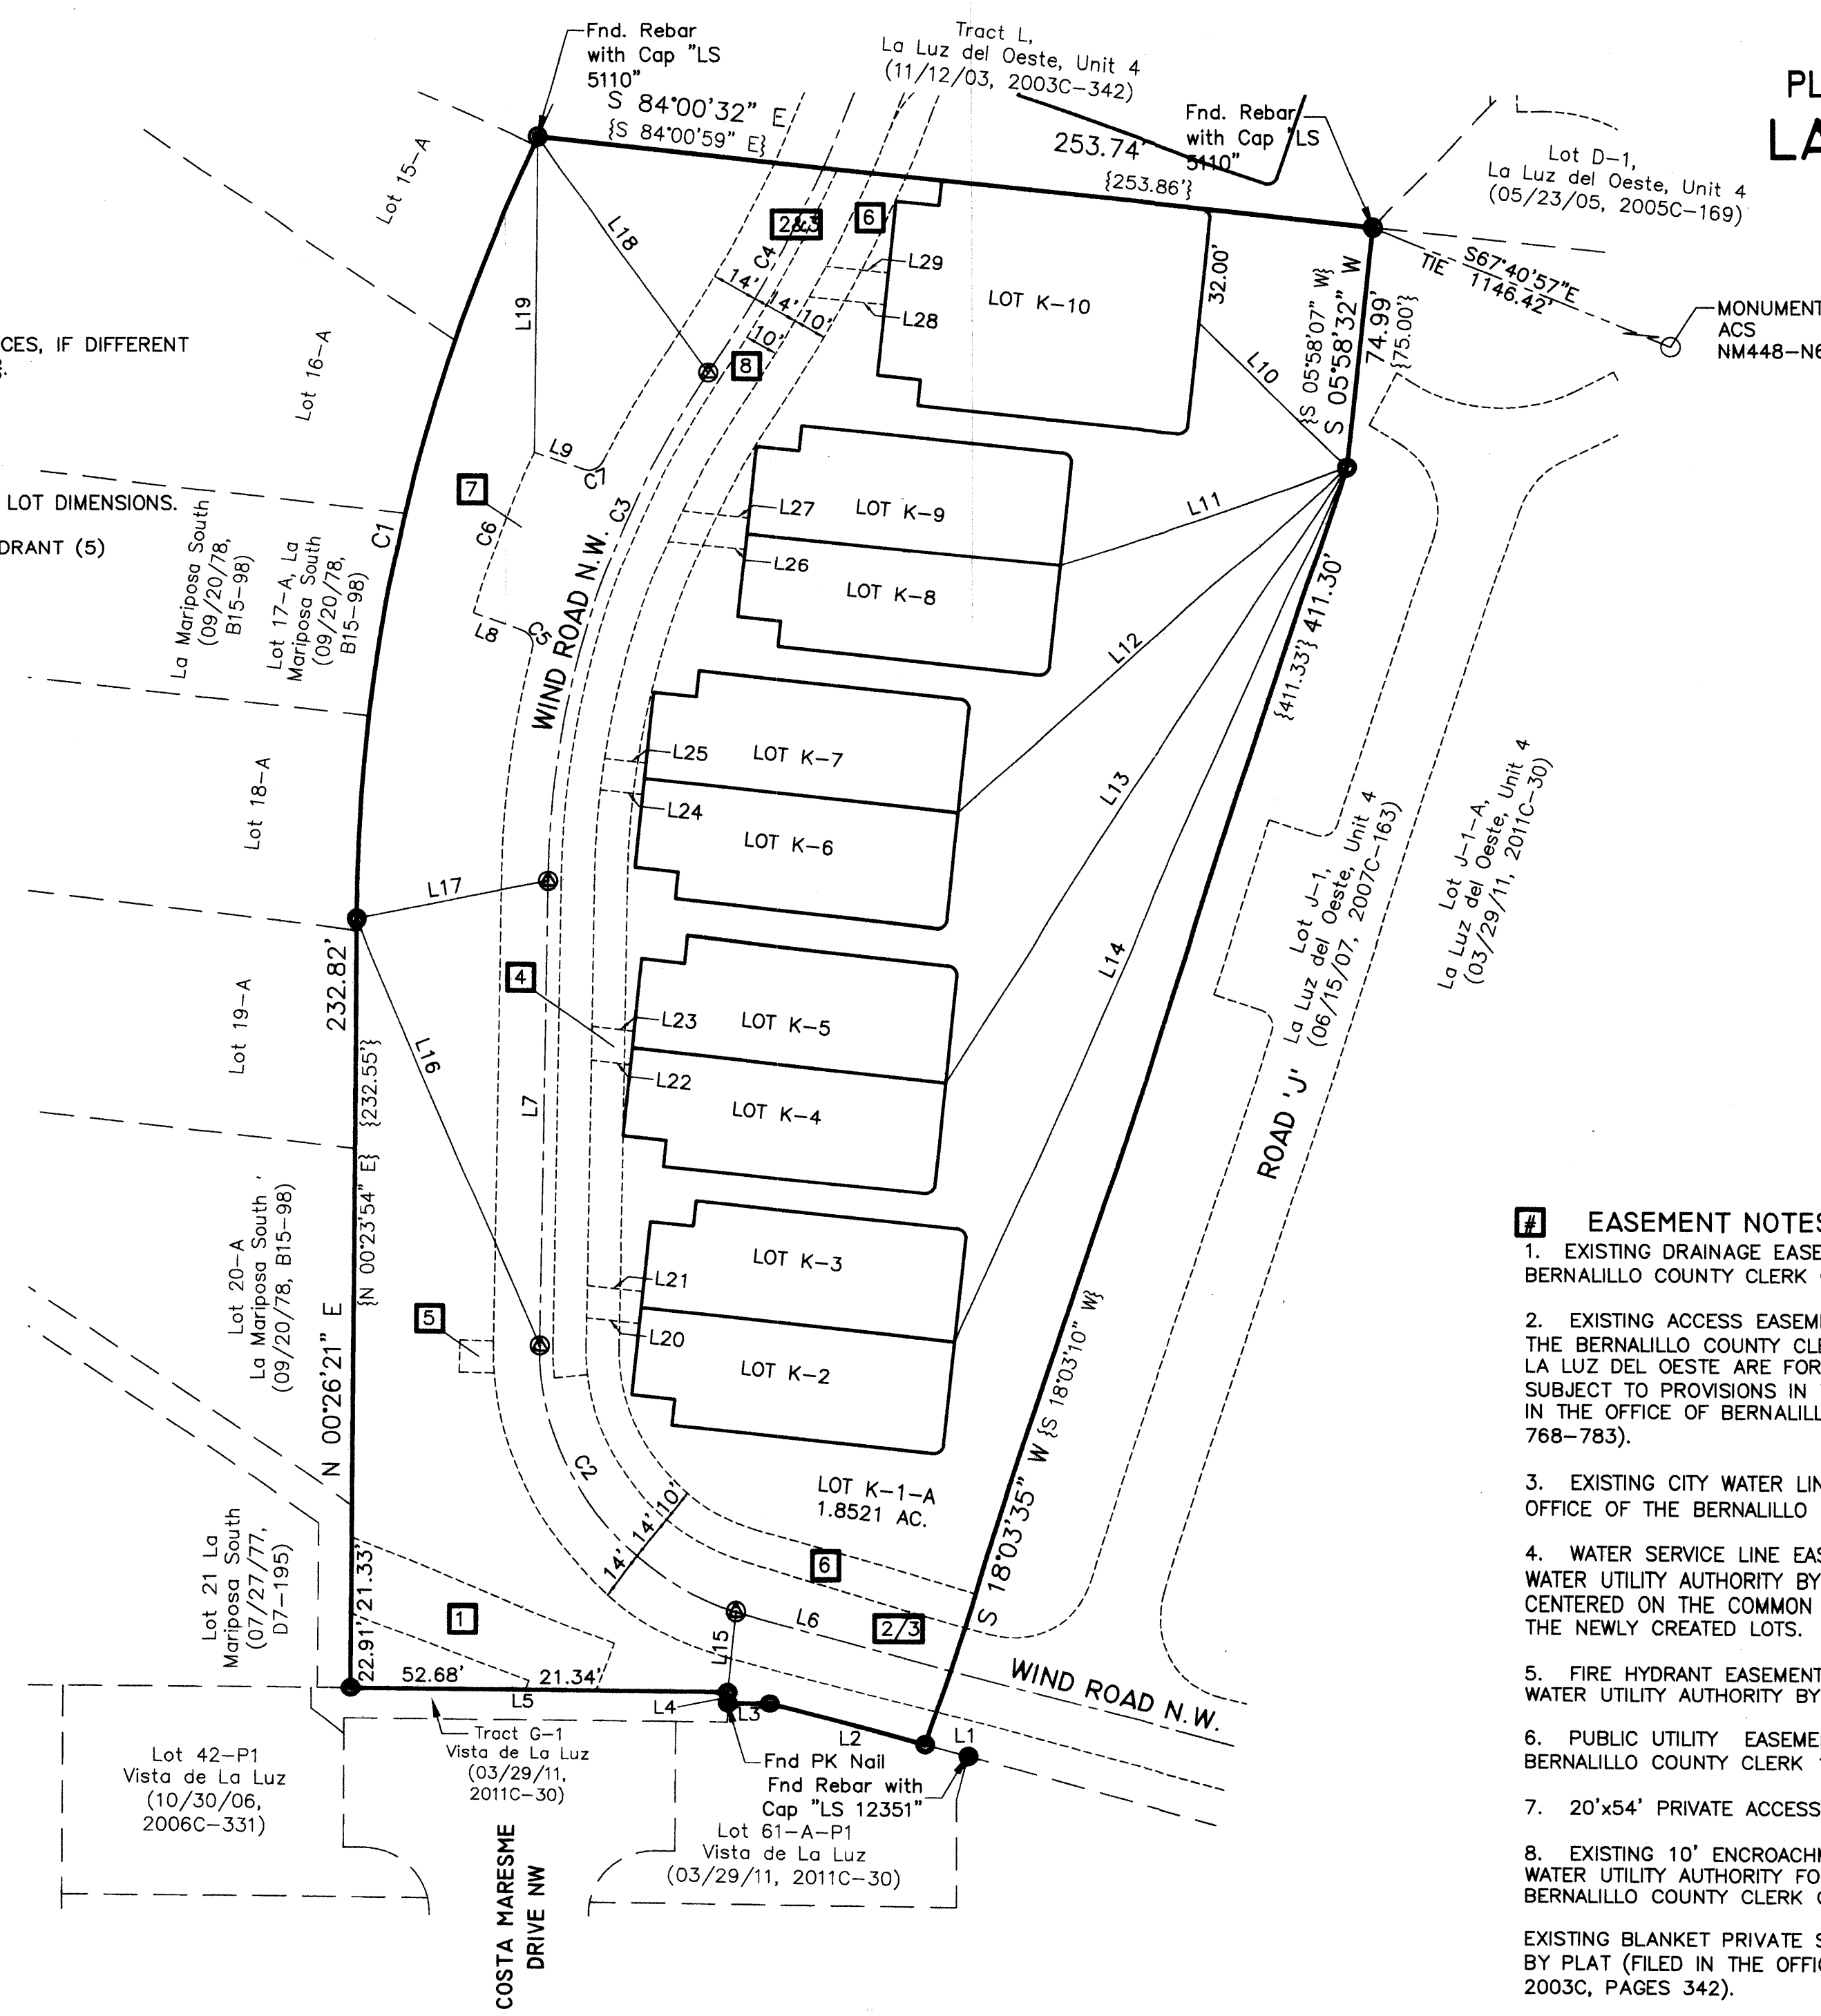 Fnd. Rebar
with Cap "LS
5110"
S 84°00'32" E
{S 84°00'59" E}
Tract L,
La Luz del Oeste, Unit 4
(11/12/03, 2003C-342)
253.74'
{253.86'}
Fnd. Rebar
with Cap "LS
5110"
Lot D-1,
La Luz del Oeste, Unit 4
(05/23/05, 2005C-169)
PL
LA
TIE
S67°40'57"E
1146.42'
MONUMENT
ACS
NM448-N6
CES, IF DIFFERENT
LOT DIMENSIONS.
DRANT (5)
Lot 15-A
Lot 16-A
La Mariposa South
(09/20/78,
B15-98)
Lot 17-A, La
Mariposa South
(09/20/78,
B15-98)
C1
Lot 18-A
Lot 19-A
Lot 20-A
La Mariposa South
(09/20/78, B15-98)
Lot 21 La
Mariposa South
(07/27/77,
D7-195)
232.82'
{232.55'}
N 00°26'21" E
{N 00°23'54" E}
21.33'
22.91'
L19
L18
2&3
6
C4
14'
4'
10'
10'
8
L29
L28
LOT K-10
32.00'
L10
{S 05°58'07" W}
S 05°58'32" W
74.99'
{75.00'}
L9
C7
7
C6
C3
L8
C5
WIND ROAD N.W.
L27
LOT K-9
L26
LOT K-8
L11
L12
L25
LOT K-7
L24
LOT K-6
L13
L14
{411.33'}
411.30'
L17
L16
4
L7
L23
LOT K-5
L22
LOT K-4
L21
LOT K-3
L20
LOT K-2
5
C2
14'
14'
10'
LOT K-1-A
1.8521 AC.
S 18°03'35" W
{S 18°03'10" W}
ROAD 'J'
Lot J-1,
La Luz del Oeste, Unit 4
(06/15/07, 2007C-163)
Lot J-1-A,
La Luz del Oeste, Unit 4
(03/29/11, 2011C-30)
6
2/3
1
L6
L15
WIND ROAD N.W.
52.68'
21.34'
L5
L4
L3
L2
L1
Tract G-1
Vista de La Luz
(03/29/11,
2011C-30)
Fnd PK Nail
Fnd Rebar with
Cap "LS 12351"
Lot 42-P1
Vista de La Luz
(10/30/06,
2006C-331)
Lot 61-A-P1
Vista de La Luz
(03/29/11, 2011C-30)
COSTA MARESME
DRIVE NW
# EASEMENT NOTES
1. EXISTING DRAINAGE EASE
BERNALILLO COUNTY CLERK
2. EXISTING ACCESS EASEM
THE BERNALILLO COUNTY CLE
LA LUZ DEL OESTE ARE FOR
SUBJECT TO PROVISIONS IN
IN THE OFFICE OF BERNALILL
768-783).
3. EXISTING CITY WATER LIN
OFFICE OF THE BERNALILLO
4. WATER SERVICE LINE EAS
WATER UTILITY AUTHORITY BY
CENTERED ON THE COMMON
THE NEWLY CREATED LOTS.
5. FIRE HYDRANT EASEMENT
WATER UTILITY AUTHORITY BY
6. PUBLIC UTILITY EASEME
BERNALILLO COUNTY CLERK
7. 20'x54' PRIVATE ACCESS
8. EXISTING 10' ENCROACHM
WATER UTILITY AUTHORITY FO
BERNALILLO COUNTY CLERK
EXISTING BLANKET PRIVATE S
BY PLAT (FILED IN THE OFFIC
2003C, PAGES 342).